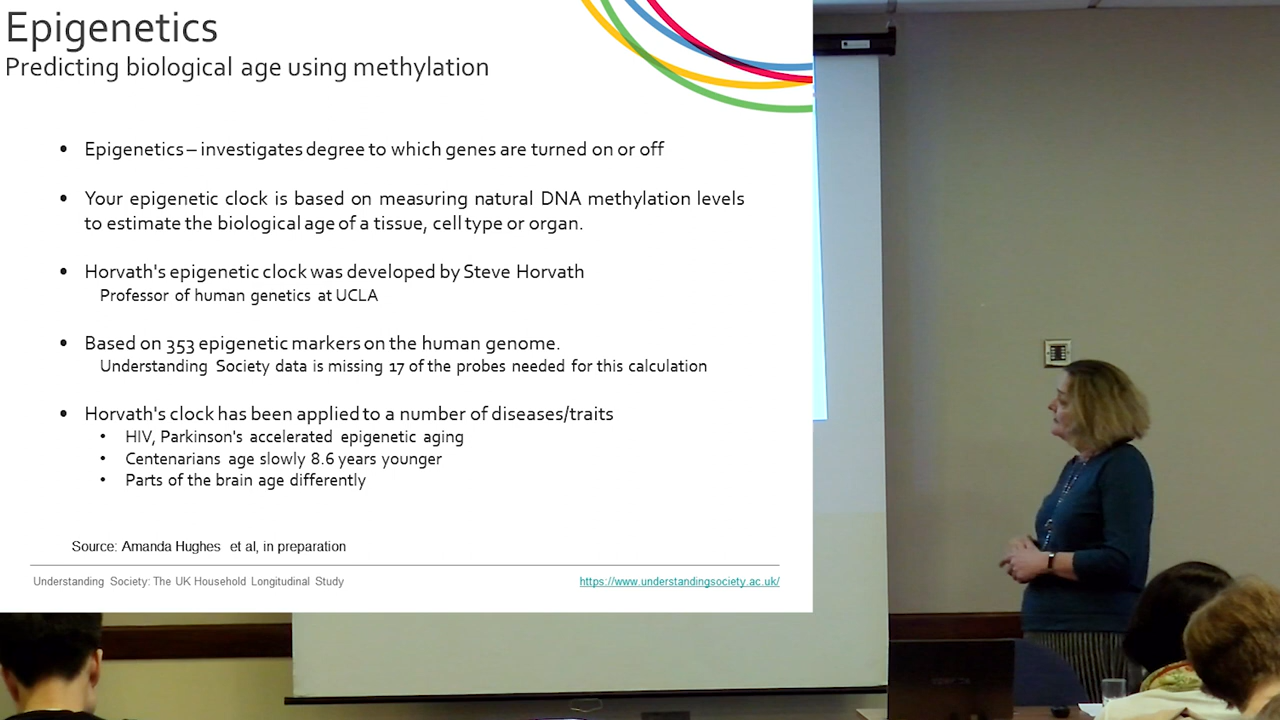 Epigenetics
Predicting biological age using methylation
• Epigenetics – investigates degree to which genes are turned on or off
• Your epigenetic clock is based on measuring natural DNA methylation levels
to estimate the biological age of a tissue, cell type or organ.
• Horvath's epigenetic clock was developed by Steve Horvath
Professor of human genetics at UCLA
• Based on 353 epigenetic markers on the human genome.
Understanding Society data is missing 17 of the probes needed for this calculation
• Horvath's clock has been applied to a number of diseases/traits
• HIV, Parkinson's accelerated epigenetic aging
• Centenarians age slowly 8.6 years younger
• Parts of the brain age differently
Source: Amanda Hughes et al, in preparation
Understanding Society: The UK Household Longitudinal Study
https://www.understandingsociety.ac.uk/